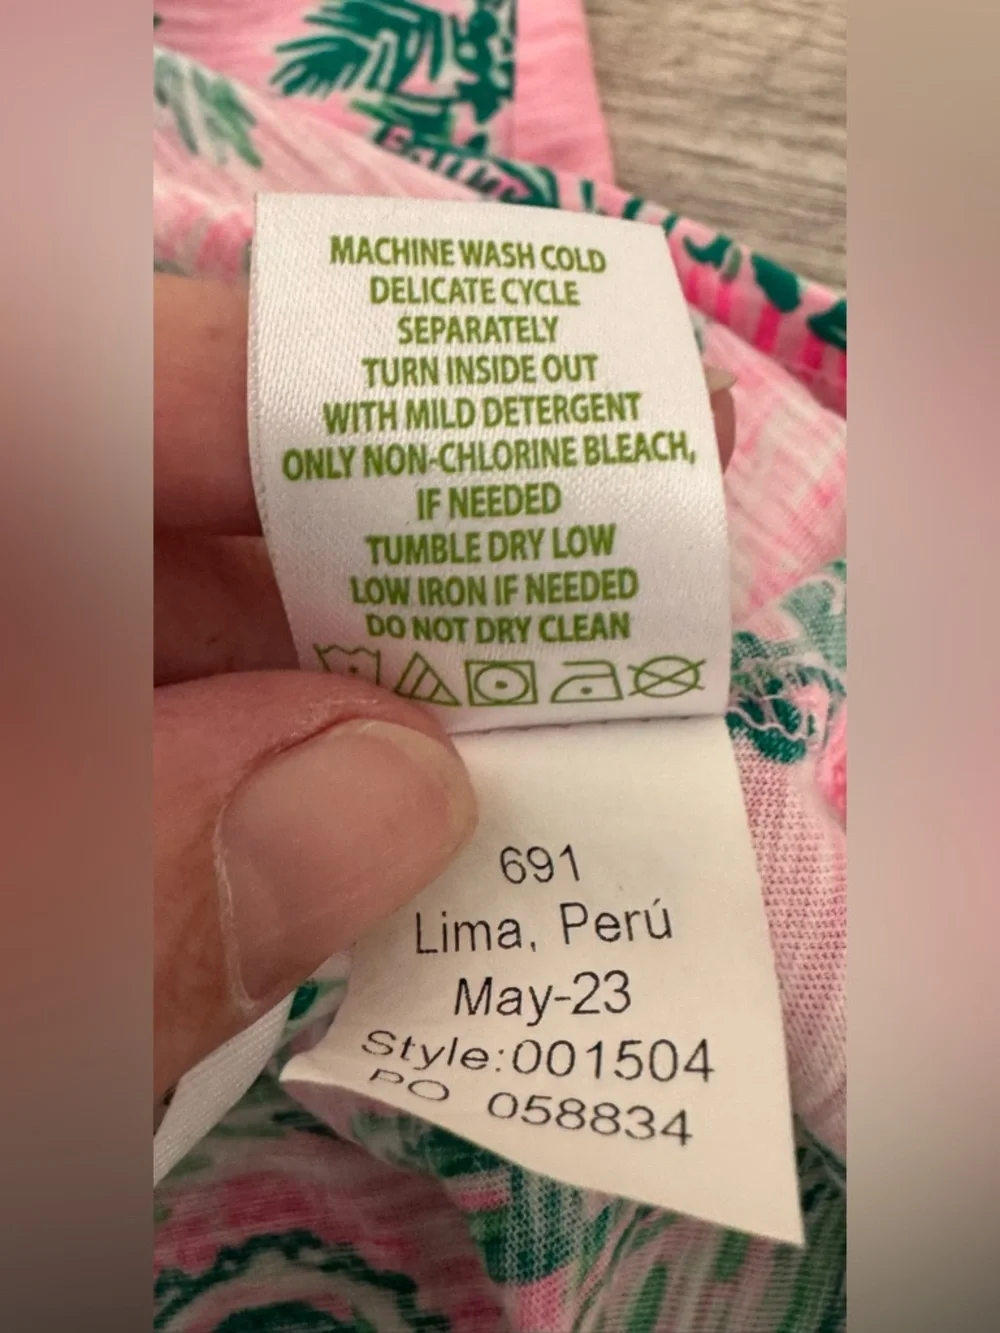 MACHINE WASH COLD
DELICATE CYCLE
SEPARATELY
TURN INSIDE OUT
WITH MILD DETERGENT
ONLY NON-CHLORINE BLEACH,
IF NEEDED
TUMBLE DRY LOW
LOW IRON IF NEEDED
DO NOT DRY CLEAN
691
Lima, Perú
May-23
Style:001504
PO 058834